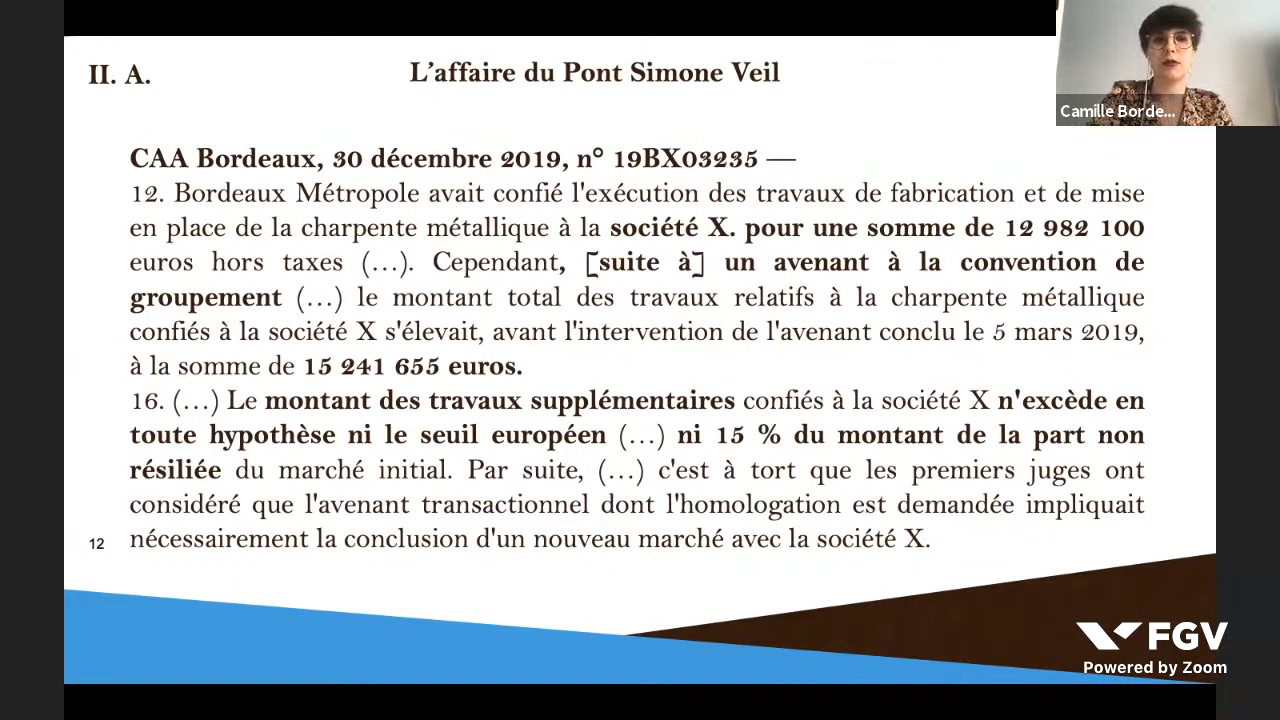 II. A.
L'affaire du Pont Simone Veil
Camille Borde...
CAA Bordeaux, 30 décembre 2019, n° 19BX03235 —
12. Bordeaux Métropole avait confié l'exécution des travaux de fabrication et de mise
en place de la charpente métallique à la société X. pour une somme de 12 982 100
euros hors taxes (…). Cependant, [suite à] un avenant à la convention de
groupement (…) le montant total des travaux relatifs à la charpente métallique
confiés à la société X s'élevait, avant l'intervention de l'avenant conclu le 5 mars 2019,
à la somme de 15 241 655 euros.
16. (…) Le montant des travaux supplémentaires confiés à la société X n'excède en
toute hypothèse ni le seuil européen (…) ni 15 % du montant de la part non
résiliée du marché initial. Par suite, (…) c'est à tort que les premiers juges ont
considéré que l'avenant transactionnel dont l'homologation est demandée impliquait
nécessairement la conclusion d'un nouveau marché avec la société X.
12
FGV
Powered by Zoom